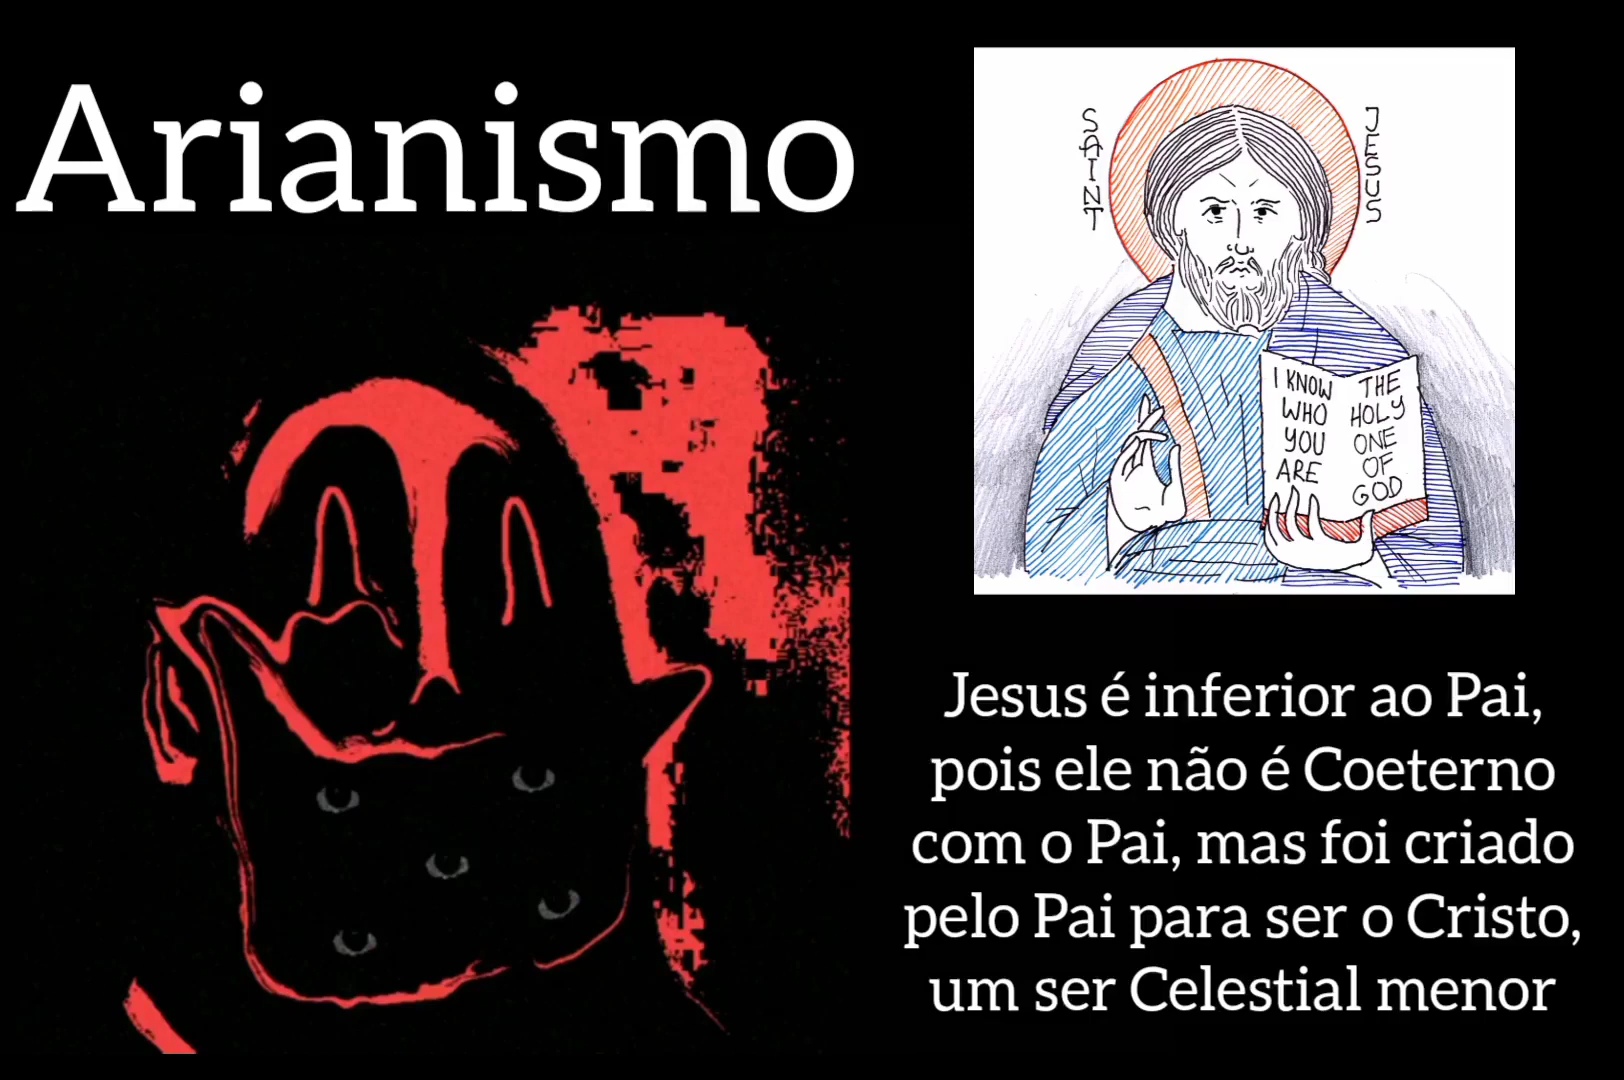 Arianismo
SAINT
JESUS
I KNOW
WHO
YOU
ARE
THE
HOLY
ONE
OF
GOD
Jesus é inferior ao Pai,
pois ele não é Coeterno
com o Pai, mas foi criado
pelo Pai para ser o Cristo,
um ser Celestial menor